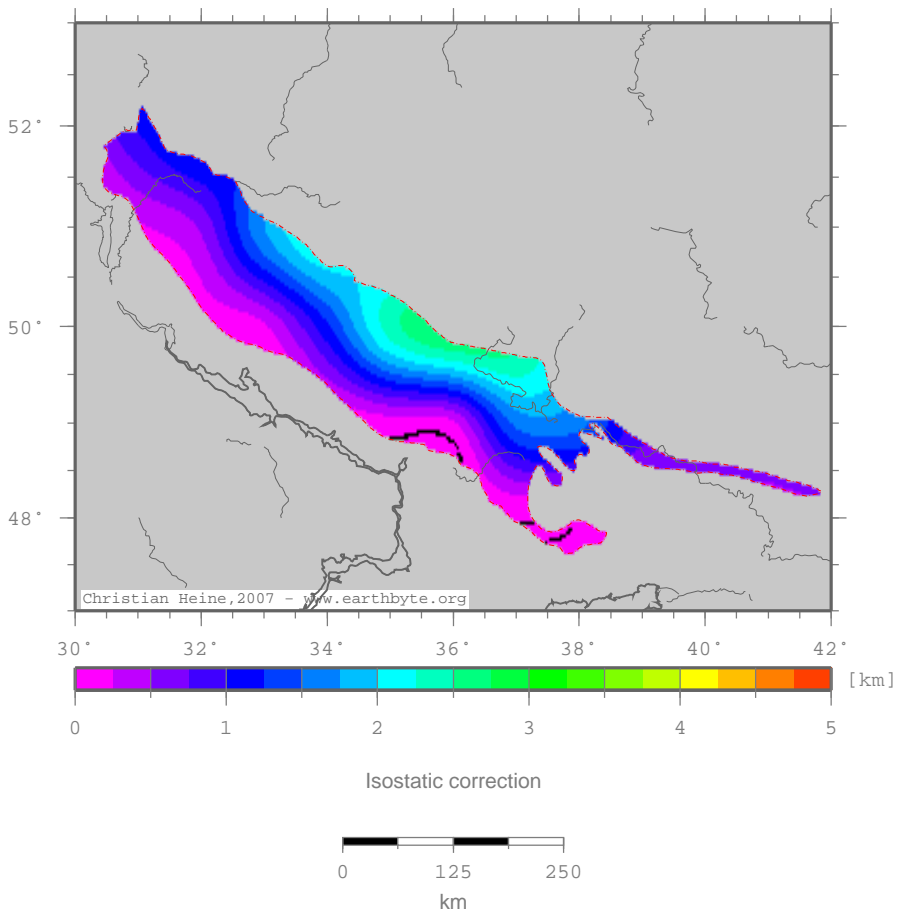 52°
50°
48°
Christian Heine,2007 - www.earthbyte.org
30° 32° 34° 36° 38° 40° 42°
[km]
0 1 2 3 4 5
Isostatic correction
0 125 250
km